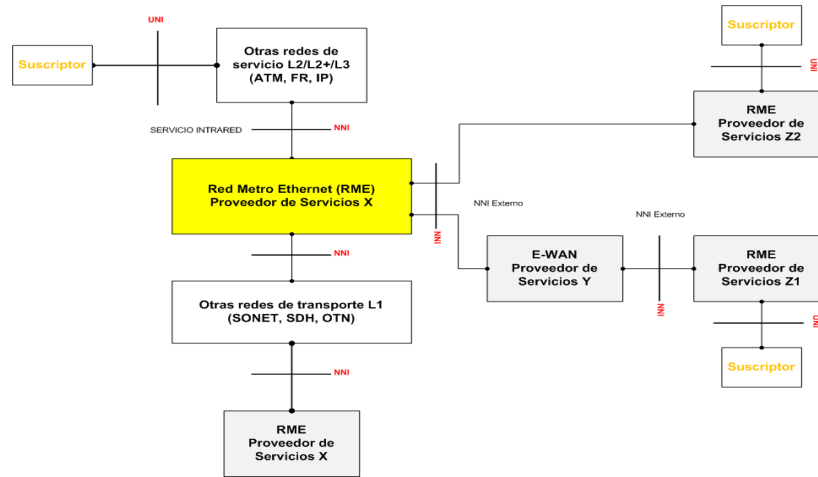 UNI
Suscriptor
Otras redes de
servicio L2/L2+/L3
(ATM, FR, IP)
Suscriptor
UNI
RME
Proveedor de
Servicios Z2
SERVICIO INTRARED
NNI
Red Metro Ethernet (RME)
Proveedor de Servicios X
NNI Externo
NNI
NNI Externo
E-WAN
Proveedor de
Servicios Y
NNI
RME
Proveedor de
Servicios Z1
NNI
Otras redes de transporte L1
(SONET, SDH, OTN)
UNI
Suscriptor
NNI
RME
Proveedor de
Servicios X